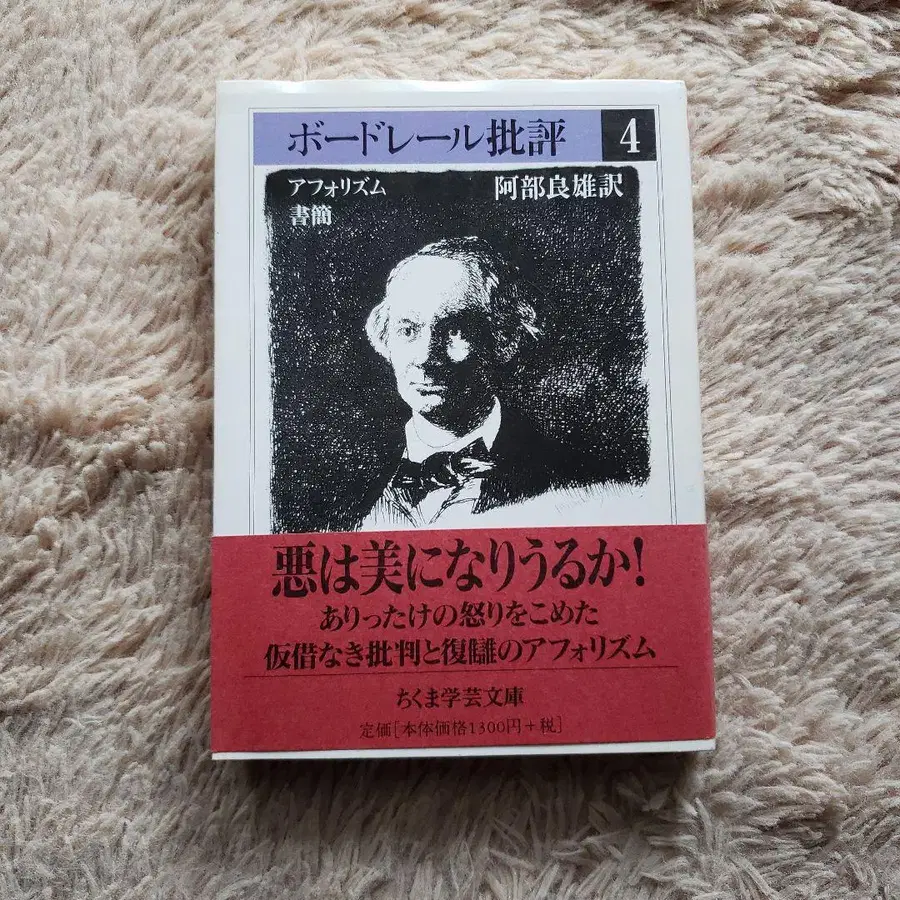 ボードレール批評 4
アフォリズム 阿部良雄訳
書簡
悪は美になりうるか!
ありったけの怒りをこめた
仮借なき批判と復讎のアフォリズム
ちくま学芸文庫
定価[本体価格1300円+税]